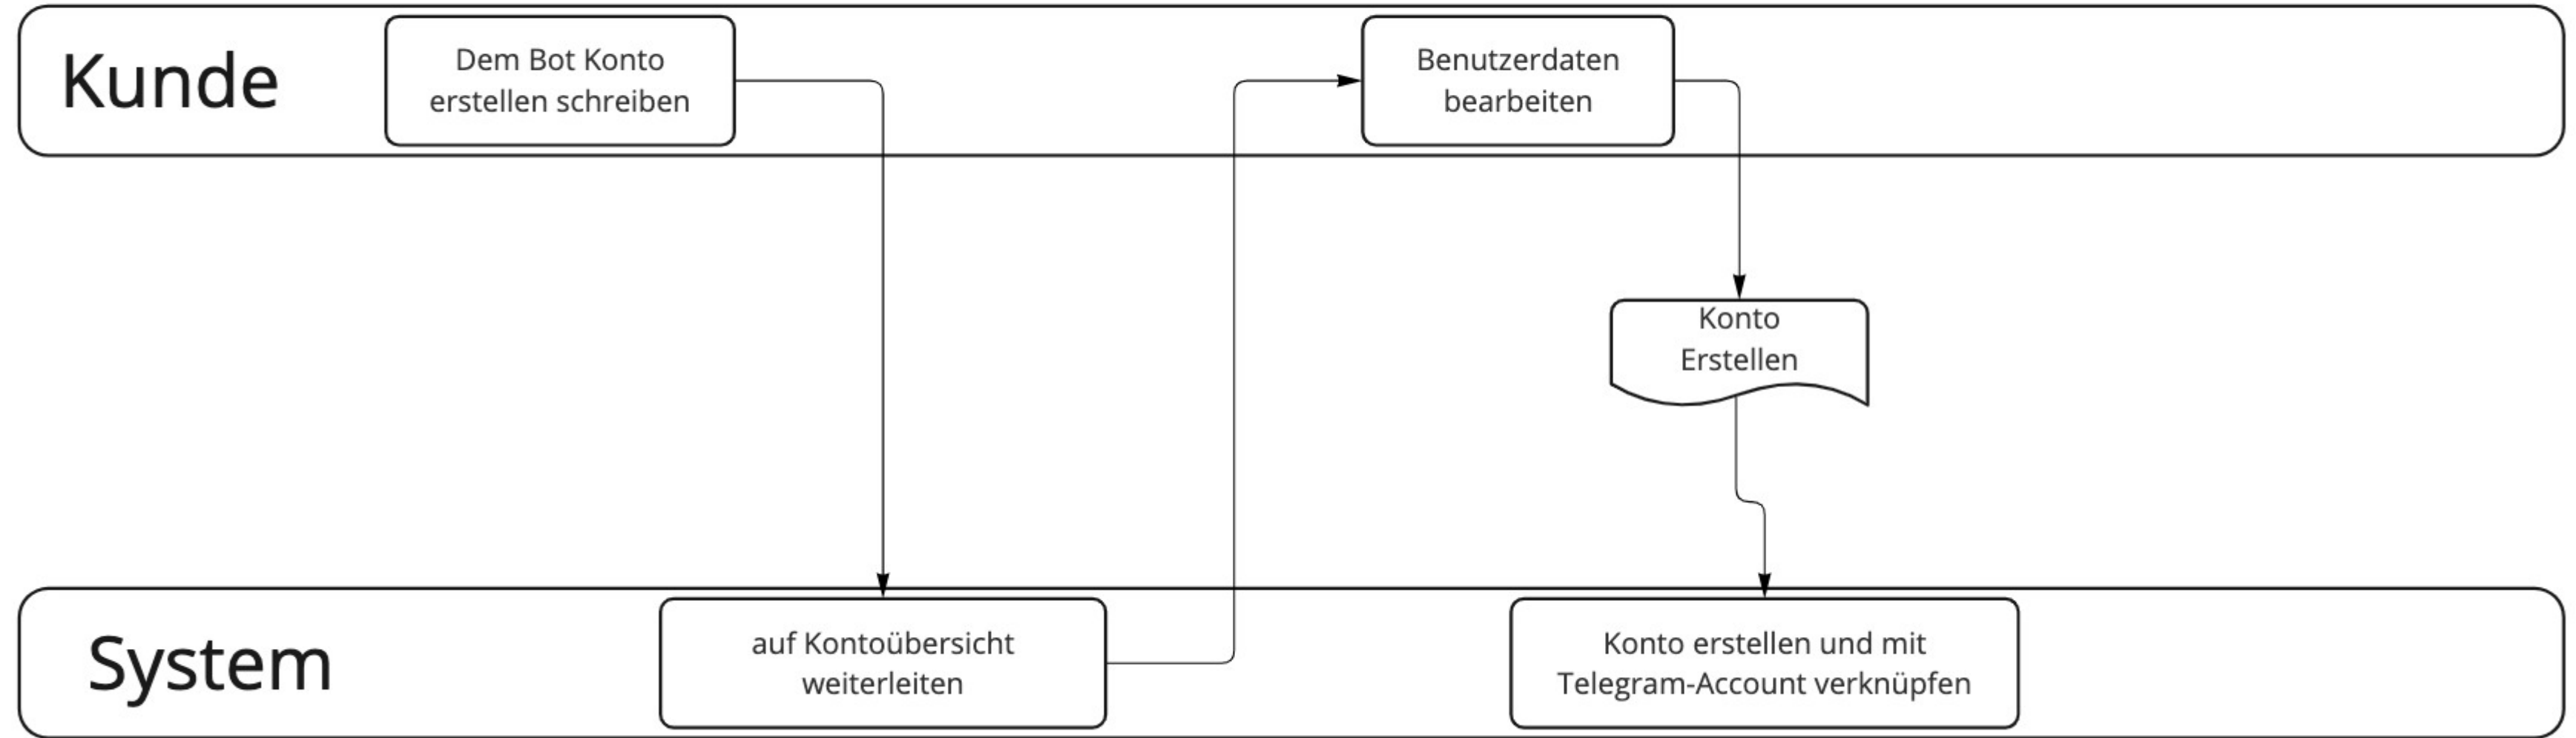 Kunde
Dem Bot Konto
erstellen schreiben
Benutzerdaten
bearbeiten
Konto
Erstellen
System
auf Kontoübersicht
weiterleiten
Konto erstellen und mit
Telegram-Account verknüpfen